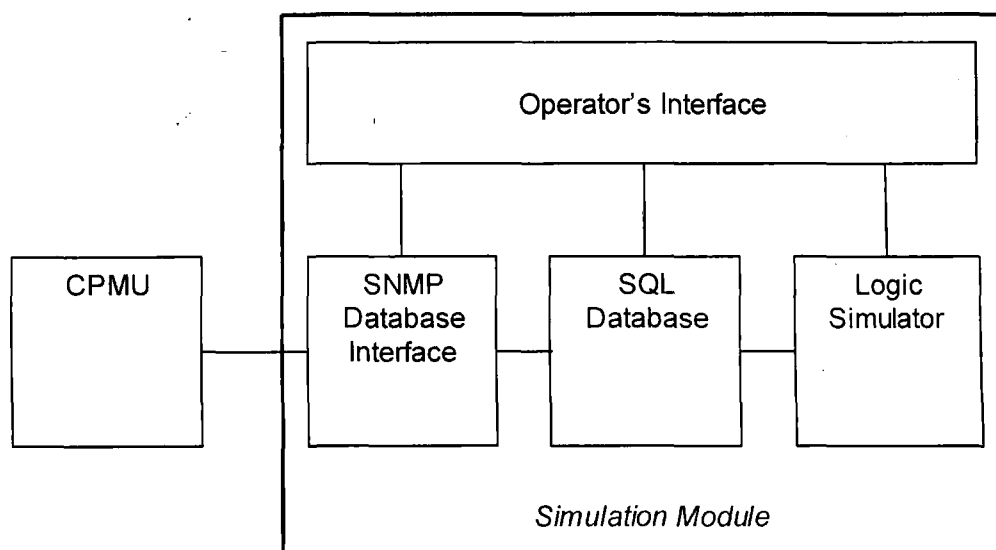 Operator's Interface
CPMU
SNMP
Database
Interface
SQL
Database
Logic
Simulator
Simulation Module